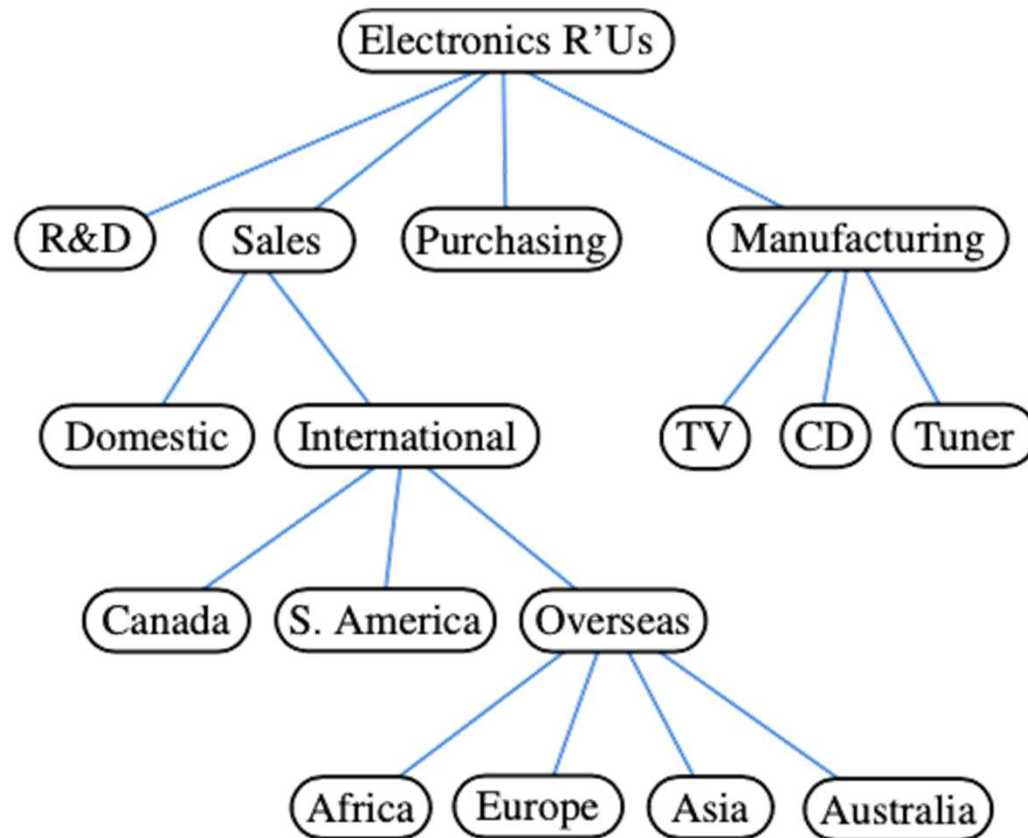 Electronics R'Us
R&D Sales Purchasing Manufacturing
Domestic International TV CD Tuner
Canada S. America Overseas
Africa Europe Asia Australia